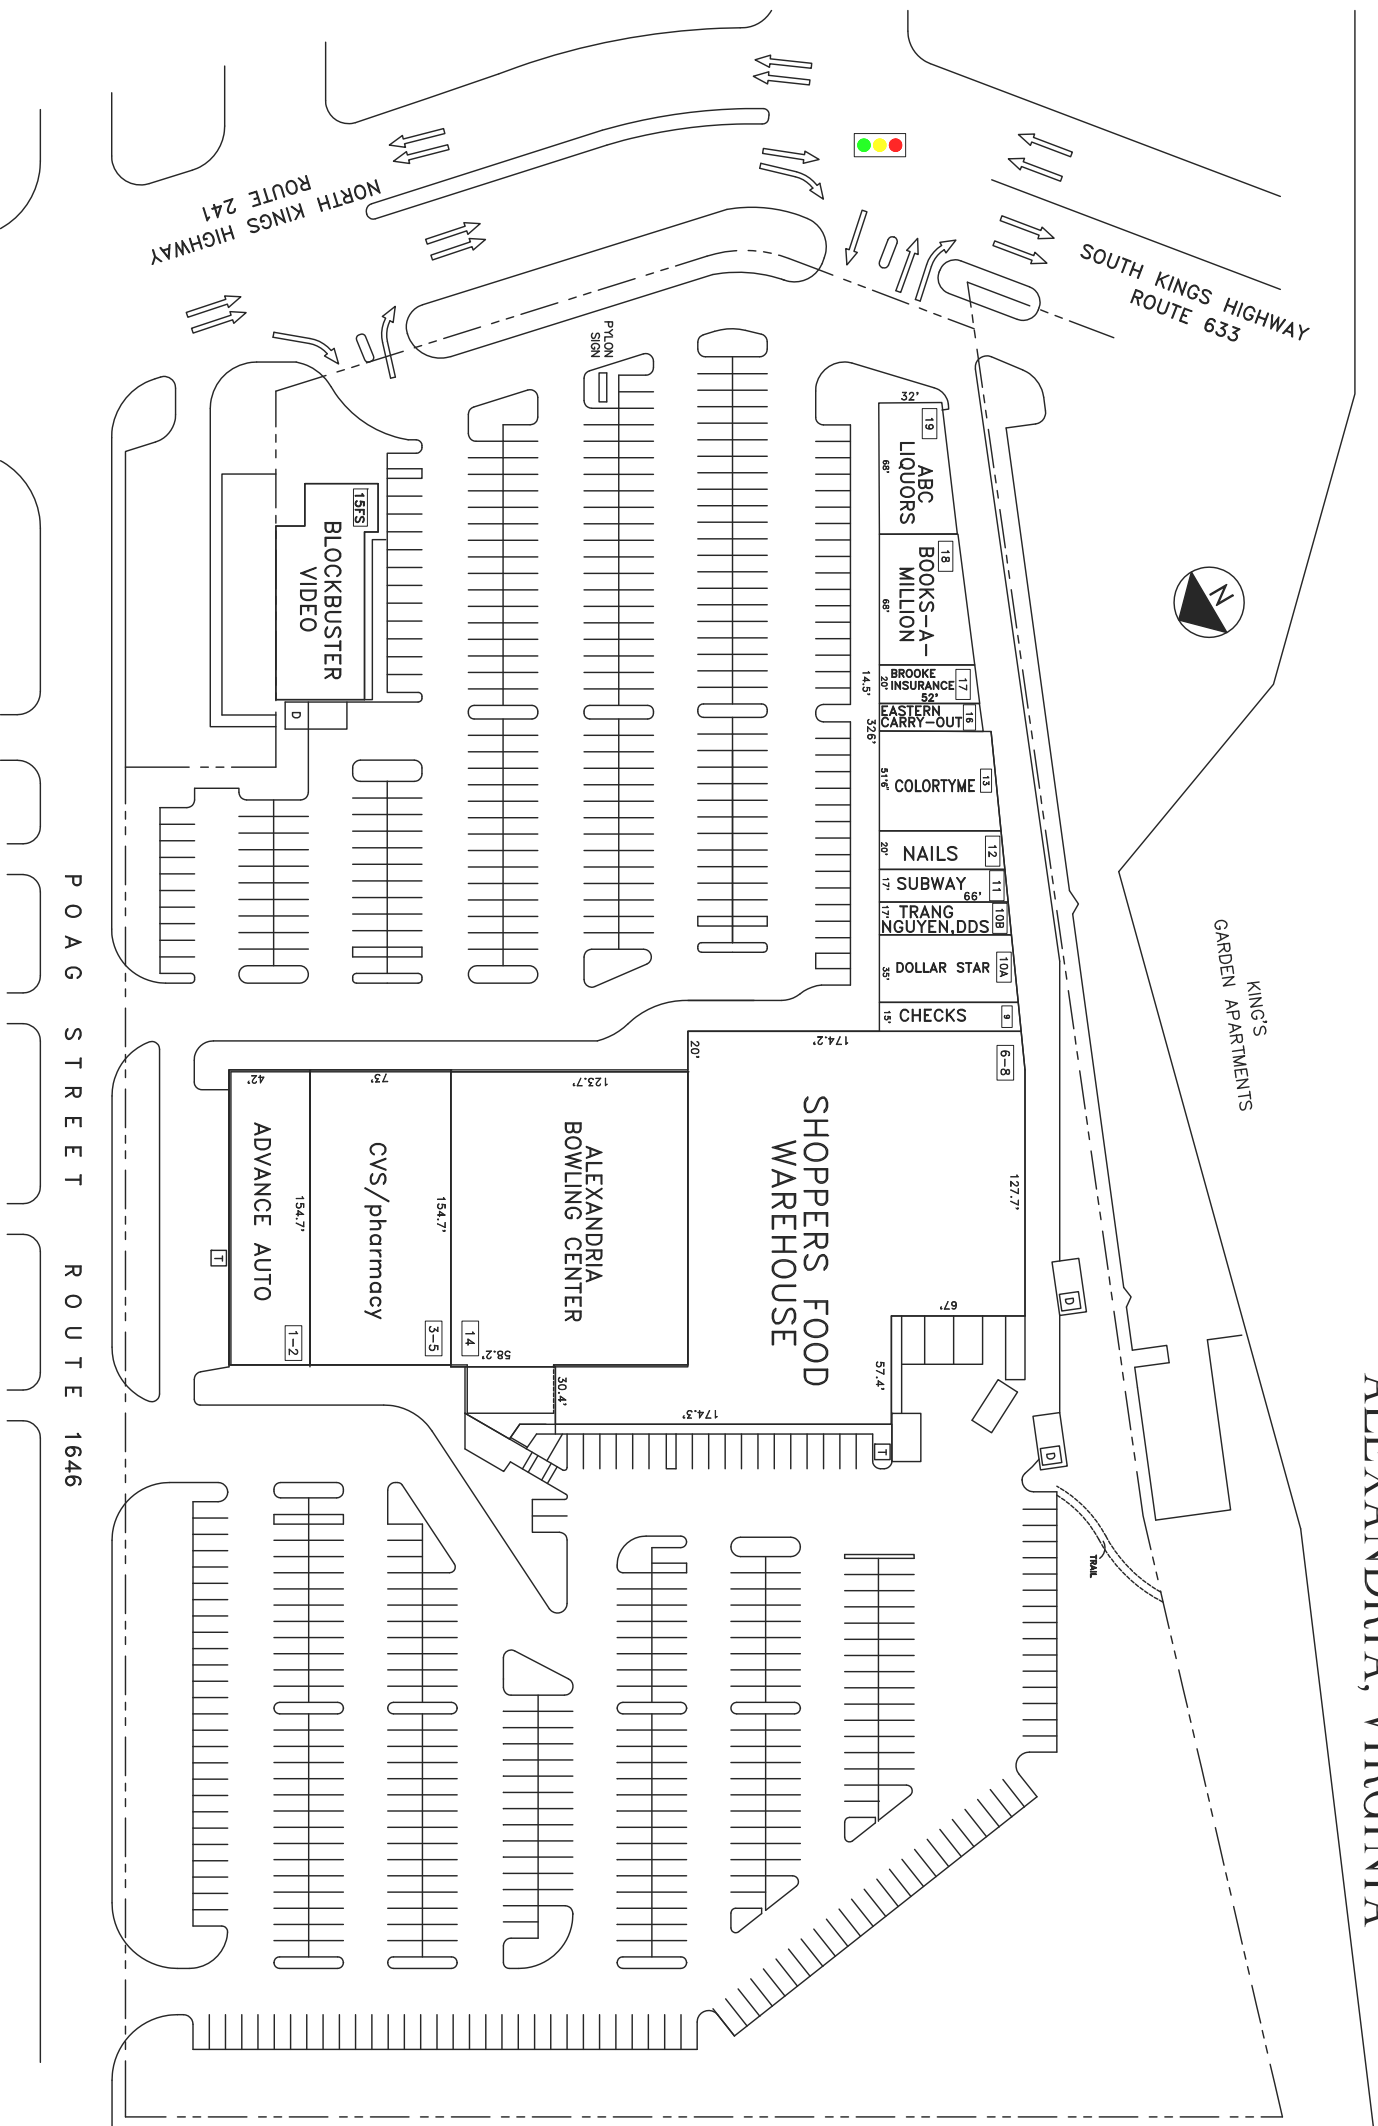 NORTH KINGS HIGHWAY
ROUTE 241
SOUTH KINGS HIGHWAY
ROUTE 633
PYLON
SIGN
N
KING'S
GARDEN APARTMENTS
ALEXANDRIA, VIRGINIA
32'
19
ABC
LIQUORS
68'
18
BOOKS-A-
MILLION
68'
17
BROOKE
INSURANCE
20'
52'
14.5'
326'
16
EASTERN
CARRY-OUT
13
COLORTYME
51'6"
12
NAILS
20'
11
SUBWAY
17'
66'
10B
TRANG
NGUYEN,DDS
17'
10A
DOLLAR STAR
35'
9
CHECKS
15'
15FS
BLOCKBUSTER
VIDEO
D
6-8
174.2'
20'
SHOPPERS FOOD
WAREHOUSE
127.7'
67'
57.4'
174.3'
30.4'
58.2'
123.7'
ALEXANDRIA
BOWLING CENTER
14
73'
CVS/pharmacy
154.7'
3-5
42'
ADVANCE AUTO
154.7'
1-2
T
T
D
D
TRAIL
POAG STREET ROUTE 1646